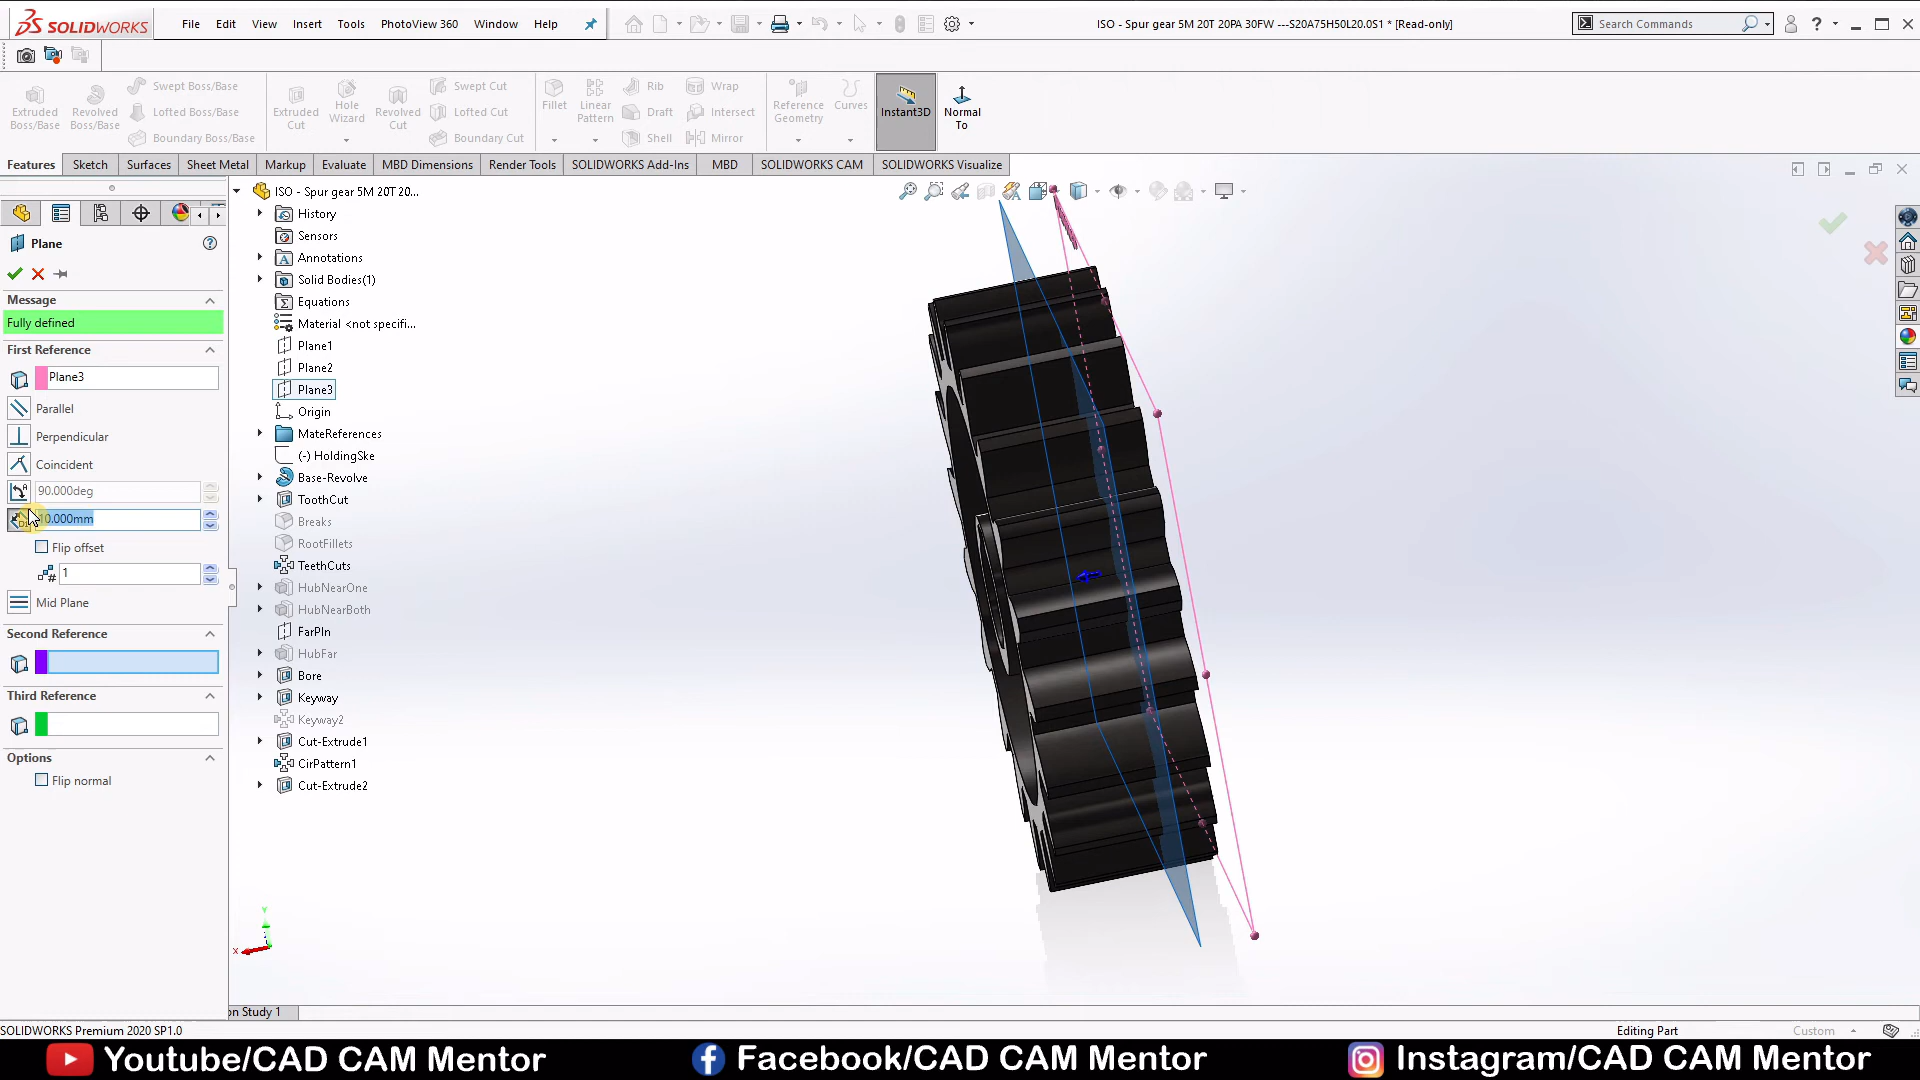 SOLIDWORKS File Edit View Insert Tools PhotoView 360 Window Help
ISO - Spur gear 5M 20T 20PA 30FW ---S20A75H50L20.0S1 * [Read-only]
Search Commands
Extruded Boss/Base
Revolved Boss/Base
Swept Boss/Base
Lofted Boss/Base
Boundary Boss/Base
Extruded Cut
Hole Wizard
Revolved Cut
Swept Cut
Lofted Cut
Boundary Cut
Fillet
Linear Pattern
Rib
Draft
Shell
Wrap
Intersect
Mirror
Reference Geometry
Curves
Instant3D
Normal To
Features Sketch Surfaces Sheet Metal Markup Evaluate MBD Dimensions Render Tools SOLIDWORKS Add-Ins MBD SOLIDWORKS CAM SOLIDWORKS Visualize
Plane
Message
Fully defined
First Reference
Plane3
Parallel
Perpendicular
Coincident
90.000deg
10.000mm
Flip offset
1
Mid Plane
Second Reference
Third Reference
Options
Flip normal
ISO - Spur gear 5M 20T 20...
History
Sensors
Annotations
Solid Bodies(1)
Equations
Material <not specifi...
Plane1
Plane2
Plane3
Origin
MateReferences
(-) HoldingSke
Base-Revolve
ToothCut
Breaks
RootFillets
TeethCuts
HubNearOne
HubNearBoth
FarPln
HubFar
Bore
Keyway
Keyway2
Cut-Extrude1
CirPattern1
Cut-Extrude2
Y
X
on Study 1
SOLIDWORKS Premium 2020 SP1.0
Editing Part
Custom
Youtube/CAD CAM Mentor
Facebook/CAD CAM Mentor
Instagram/CAD CAM Mentor